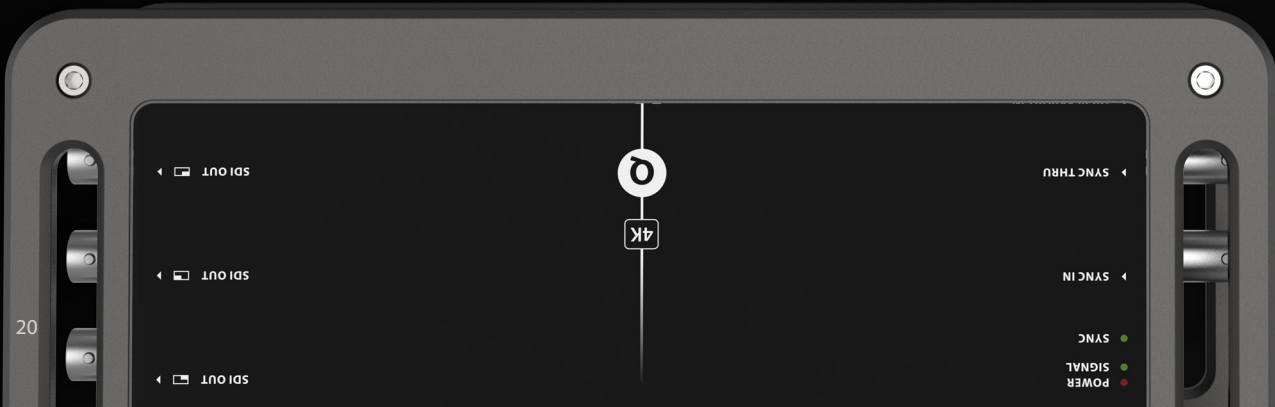 POWER
SIGNAL
SYNC
SYNC IN
SYNC THRU
4K
Q
SDI OUT
SDI OUT
SDI OUT
20